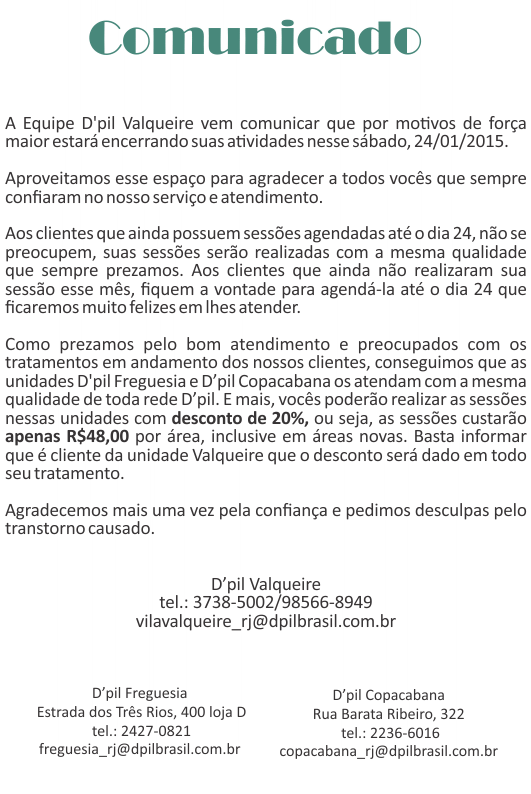 Comunicado
A Equipe D'pil Valqueire vem comunicar que por motivos de força
maior estará encerrando suas atividades nesse sábado, 24/01/2015.
Aproveitamos esse espaço para agradecer a todos vocês que sempre
confiaram no nosso serviço e atendimento.
Aos clientes que ainda possuem sessões agendadas até o dia 24, não se
preocupem, suas sessões serão realizadas com a mesma qualidade
que sempre prezamos. Aos clientes que ainda não realizaram sua
sessão esse mês, fiquem a vontade para agendá-la até o dia 24 que
ficaremos muito felizes em lhes atender.
Como prezamos pelo bom atendimento e preocupados com os
tratamentos em andamento dos nossos clientes, conseguimos que as
unidades D'pil Freguesia e D’pil Copacabana os atendam com a mesma
qualidade de toda rede D’pil. E mais, vocês poderão realizar as sessões
nessas unidades com desconto de 20%, ou seja, as sessões custarão
apenas R$48,00 por área, inclusive em áreas novas. Basta informar
que é cliente da unidade Valqueire que o desconto será dado em todo
seu tratamento.
Agradecemos mais uma vez pela confiança e pedimos desculpas pelo
transtorno causado.
D’pil Valqueire
tel.: 3738-5002/98566-8949
vilavalqueire_rj@dpilbrasil.com.br
D’pil Freguesia
Estrada dos Três Rios, 400 loja D
tel.: 2427-0821
freguesia_rj@dpilbrasil.com.br
D’pil Copacabana
Rua Barata Ribeiro, 322
tel.: 2236-6016
copacabana_rj@dpilbrasil.com.br